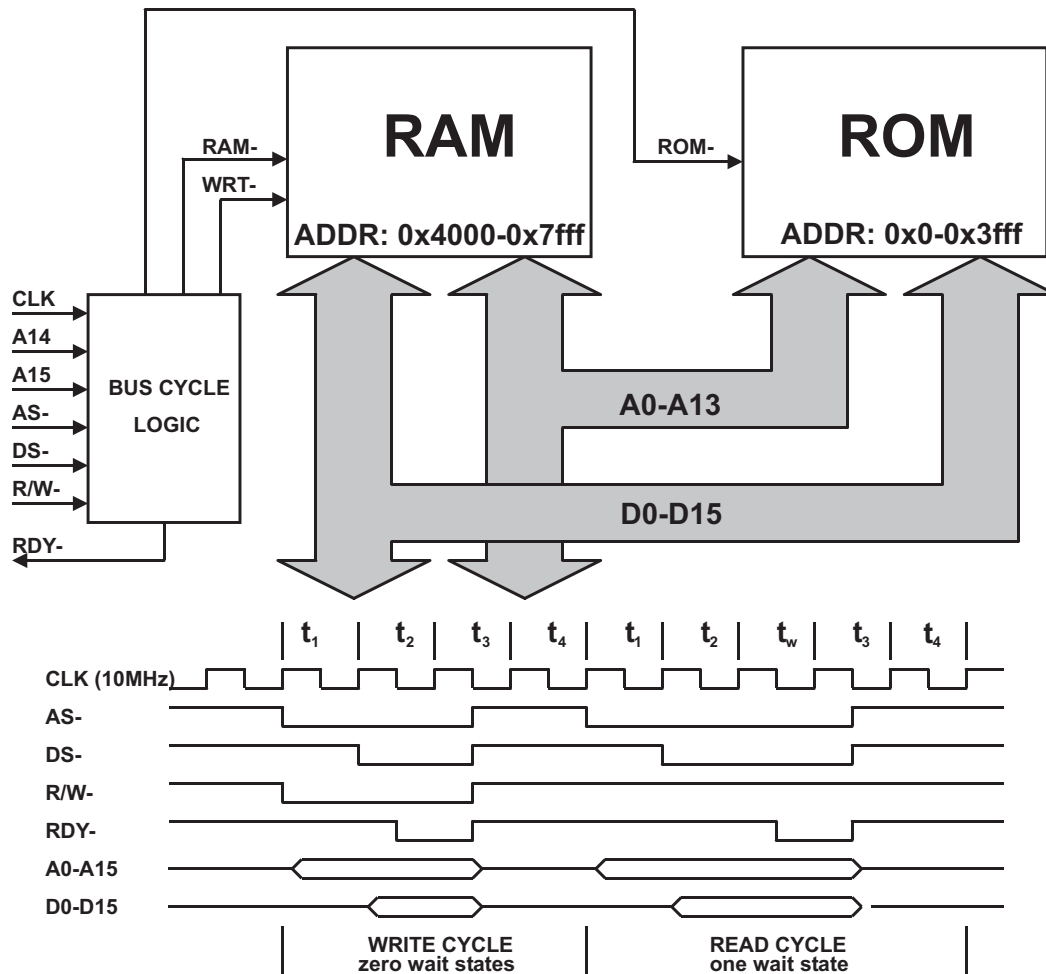 RAM
ROM
RAM-
ROM-
WRT-
ADDR: 0x4000-0x7fff
ADDR: 0x0-0x3fff
CLK
A14
A15
AS-
DS-
R/W-
RDY-
BUS CYCLE
LOGIC
A0-A13
D0-D15
t1 t2 t3 t4 t1 t2 tw t3 t4
CLK (10MHz)
AS-
DS-
R/W-
RDY-
A0-A15
D0-D15
WRITE CYCLE
zero wait states
READ CYCLE
one wait state